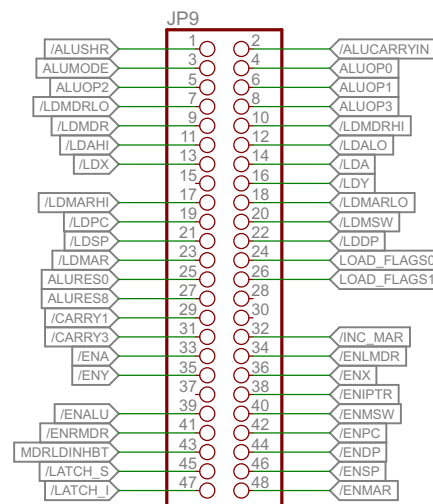 JP9
/ALUSHR 1 2 /ALUCARRYIN
ALUMODE 3 4 ALUOP0
ALUOP2 5 6 ALUOP1
/LDMDRLO 7 8 ALUOP3
/LDMDR 9 10 /LDMDRHI
/LDAHI 11 12 /LDALO
/LDX 13 14 /LDA
15 16 /LDY
/LDMARHI 17 18 /LDMARLO
/LDPC 19 20 /LDMSW
/LDSP 21 22 /LDDP
/LDMAR 23 24 LOAD_FLAGS0
ALURES0 25 26 LOAD_FLAGS1
ALURES8 27 28
/CARRY1 29 30
/CARRY3 31 32 /INC_MAR
/ENA 33 34 /ENLMDR
/ENY 35 36 /ENX
37 38 /ENIPTR
/ENALU 39 40 /ENMSW
/ENRMDR 41 42 /ENPC
MDRLDINHBT 43 44 /ENDP
/LATCH_S 45 46 /ENSP
/LATCH_I 47 48 /ENMAR